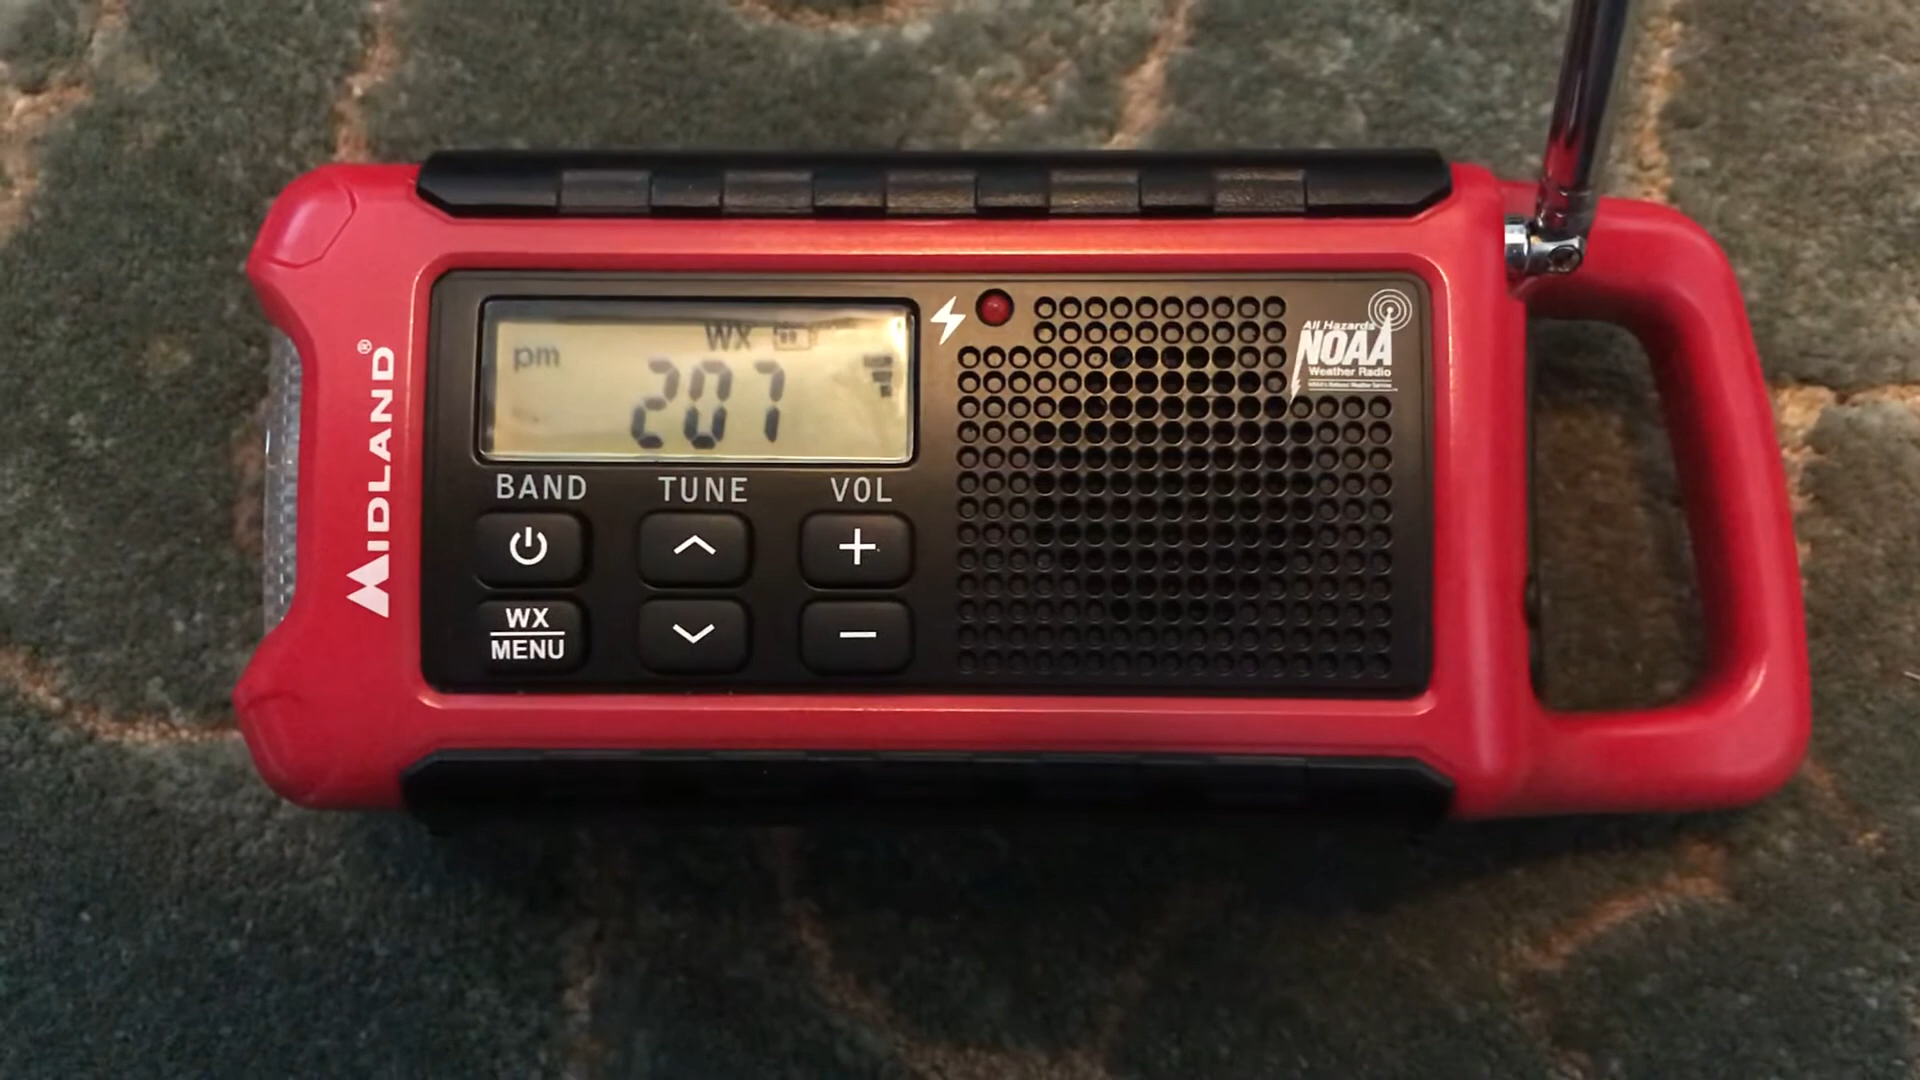 MIDLAND®
WX
pm
207
BAND TUNE VOL
WX
MENU
All Hazards
NOAA
Weather Radio